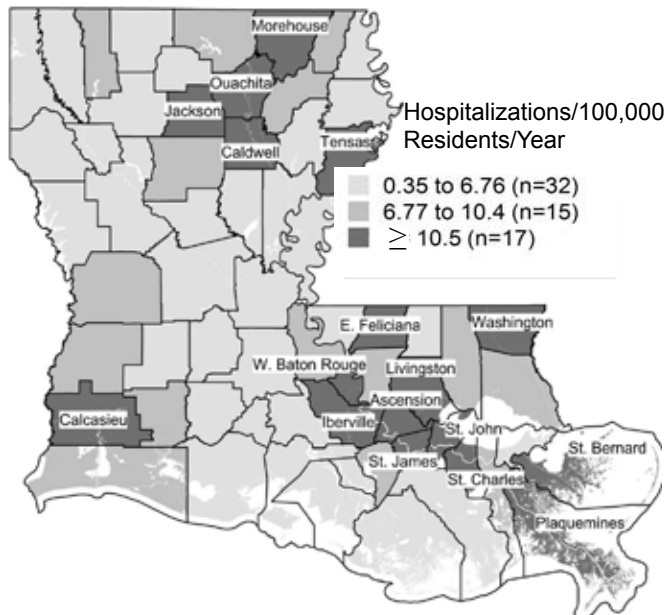 Morehouse
Ouachita
Jackson
Caldwell
Tensas
Hospitalizations/100,000
Residents/Year
0.35 to 6.76 (n=32)
6.77 to 10.4 (n=15)
≥ 10.5 (n=17)
E. Feliciana
Washington
W. Baton Rouge
Livingston
Ascension
Calcasieu
Iberville
St. John
St. Bernard
St. James
St. Charles
Plaquemines